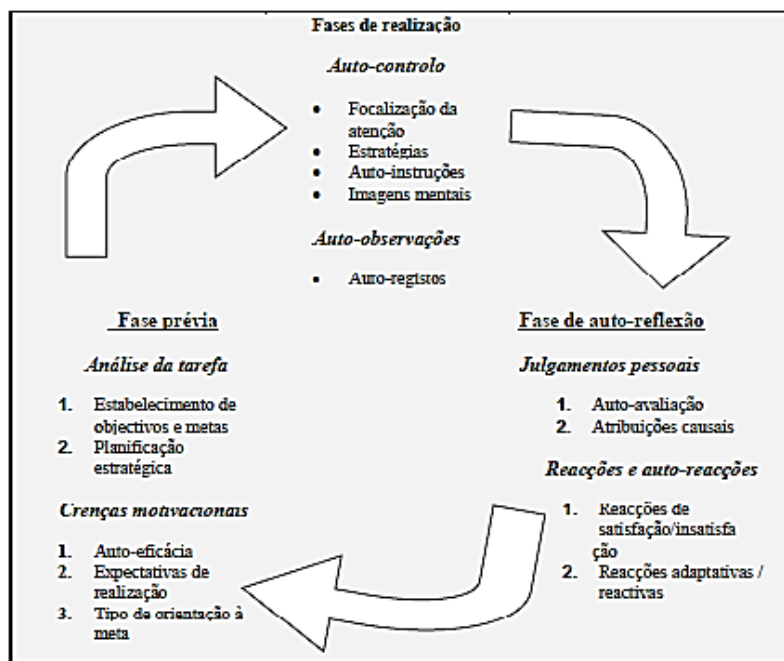 Fases de realização
Auto-controlo
• Focalização da
atenção
• Estratégias
• Auto-instruções
• Imagens mentais
Auto-observações
• Auto-registos
Fase prévia
Análise da tarefa
1. Estabelecimento de
objectivos e metas
2. Planificação
estratégica
Crenças motivacionais
1. Auto-eficácia
2. Expectativas de
realização
3. Tipo de orientação à
meta
Fase de auto-reflexão
Julgamentos pessoais
1. Auto-avaliação
2. Atribuições causais
Reacções e auto-reacções
1. Reacções de
satisfação/insatisfa
ção
2. Reacções adaptativas /
reactivas